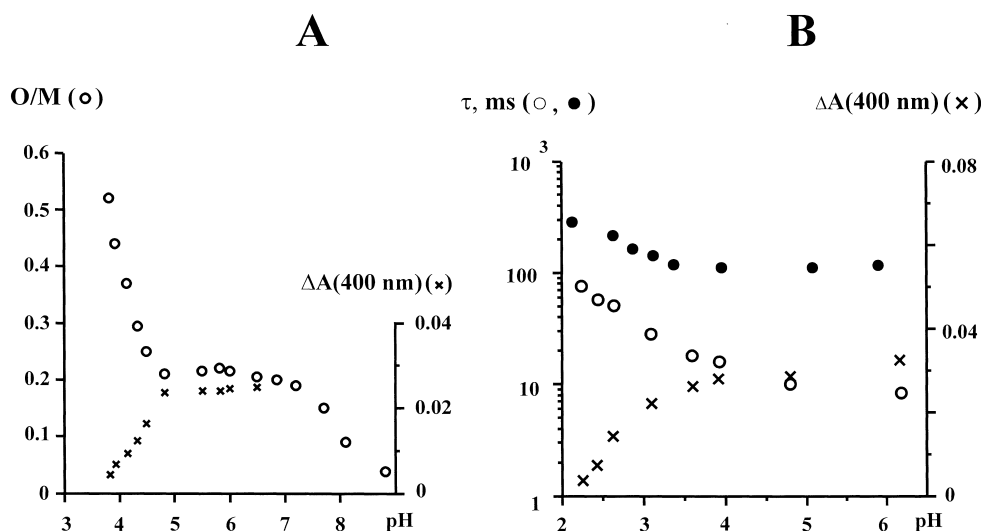 A
B
O/M (o)
τ, ms (○, ●)
ΔA(400 nm) (×)
0.6
0.5
0.4
0.3
0.2
0.1
0
ΔA(400 nm) (×)
0.04
0.02
0
3 4 5 6 7 8 pH
10 3
100
10
1
0.08
0.04
0
2 3 4 5 6 pH